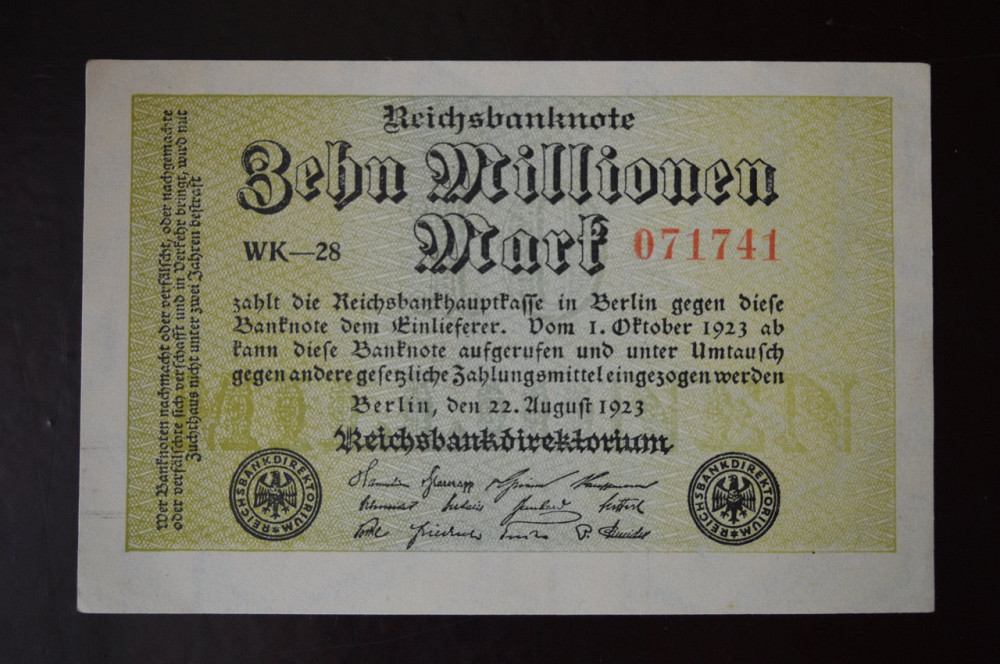 Reichsbanknote
Zehn Millionen
Mark
WK—28
071741
zahlt die Reichsbankhauptkasse in Berlin gegen diese
Banknote dem Einlieferer. Vom 1. Oktober 1923 ab
kann diese Banknote aufgerufen und unter Umtausch
gegen andere gesetzliche Zahlungsmittel eingezogen werden
Berlin, den 22. August 1923
Reichsbankdirektorium
REICHSBANKDIREKTORIUM
REICHSBANKDIREKTORIUM
Wer Banknoten nachmacht oder verfälscht, oder nachgemachte
oder verfälschte sich verschafft und in Verkehr bringt, wird mit
Zuchthaus nicht unter zwei Jahren bestraft